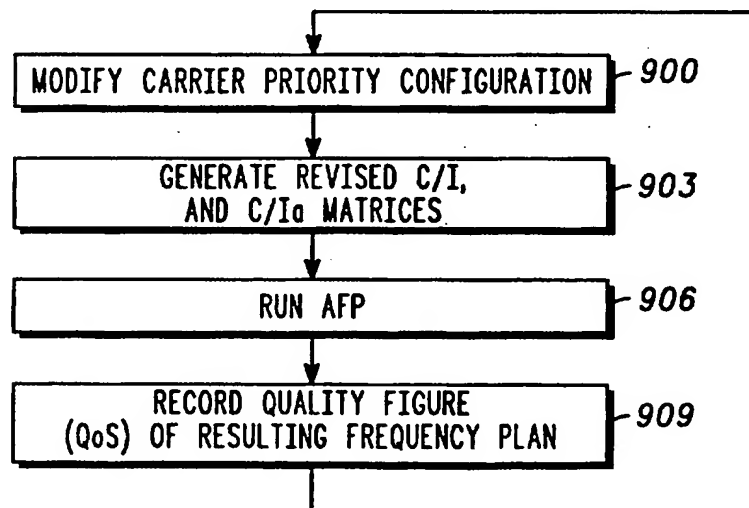 MODIFY CARRIER PRIORITY CONFIGURATION
900
GENERATE REVISED C/I,
AND C/Ia MATRICES
903
RUN AFP
906
RECORD QUALITY FIGURE
(QoS) OF RESULTING FREQUENCY PLAN
909